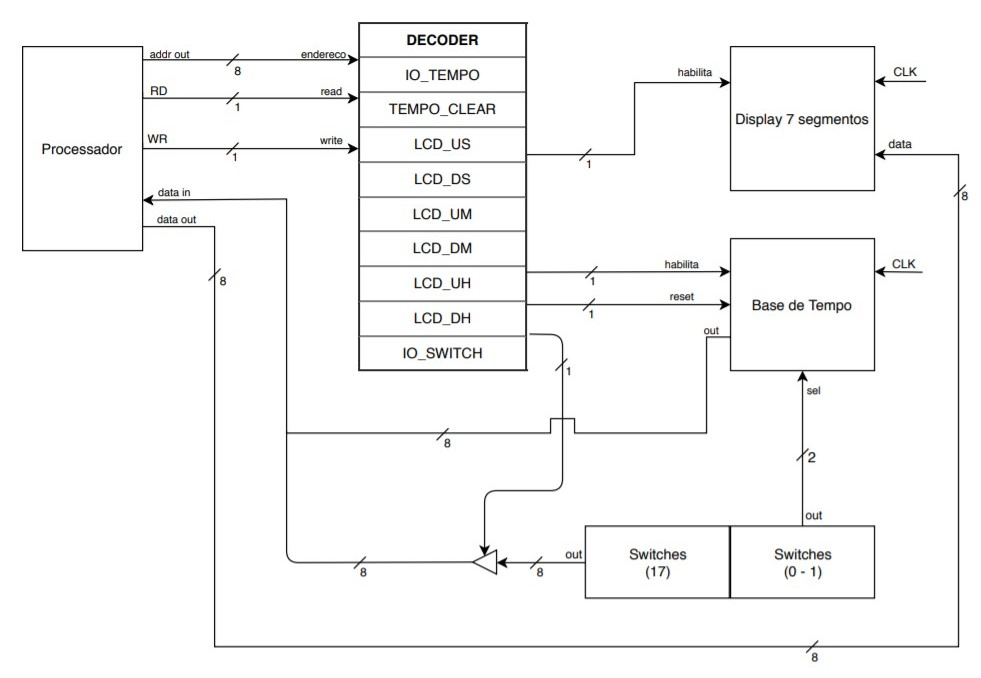 DECODER
addr out
endereco
8
IO_TEMPO
habilita
CLK
RD
read
1
TEMPO_CLEAR
Display 7 segmentos
Processador
WR
write
1
LCD_US
data
1
LCD_DS
data in
8
LCD_UM
data out
LCD_DM
8
habilita
CLK
1
LCD_UH
reset
1
Base de Tempo
LCD_DH
out
IO_SWITCH
1
sel
8
2
out
out
Switches
(17)
Switches
(0 - 1)
8
8
8